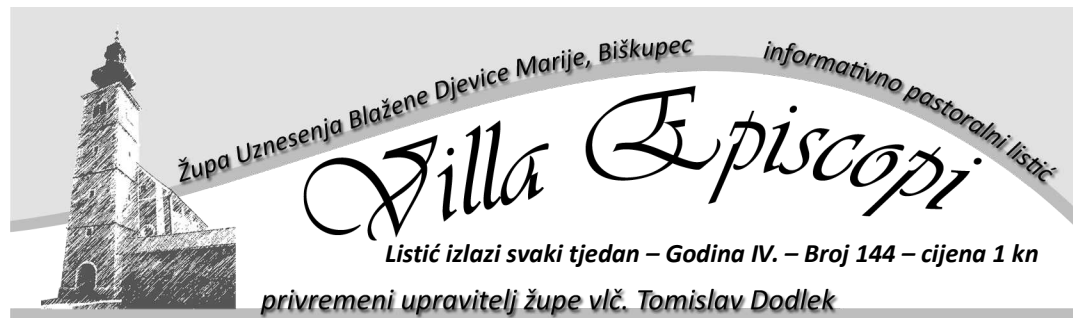 Župa Uznesenja Blažene Djevice Marije, Biškupec
informativno pastoralni listić
Villa Episcopi
Listić izlazi svaki tjedan – Godina IV. – Broj 144 – cijena 1 kn
privremeni upravitelj župe vlč. Tomislav Dodlek